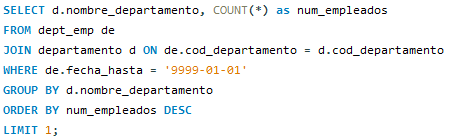 SELECT d.nombre_departamento, COUNT(*) as num_empleados
FROM dept_emp de
JOIN departamento d ON de.cod_departamento = d.cod_departamento
WHERE de.fecha_hasta = '9999-01-01'
GROUP BY d.nombre_departamento
ORDER BY num_empleados DESC
LIMIT 1;